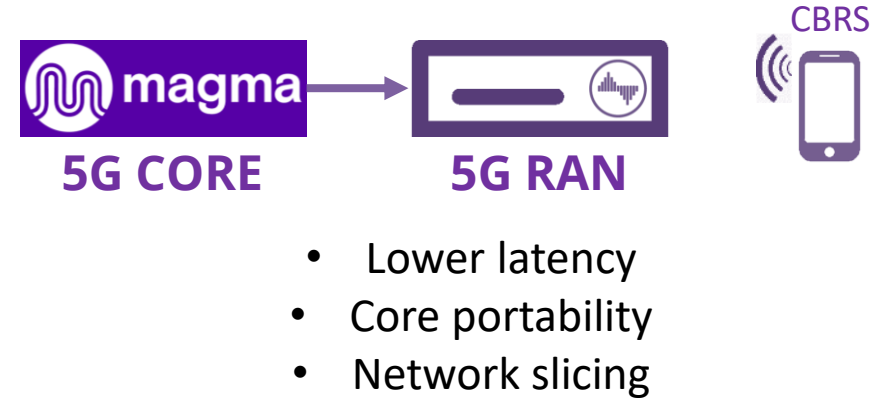 CBRS
magma
5G CORE
5G RAN
• Lower latency
• Core portability
• Network slicing